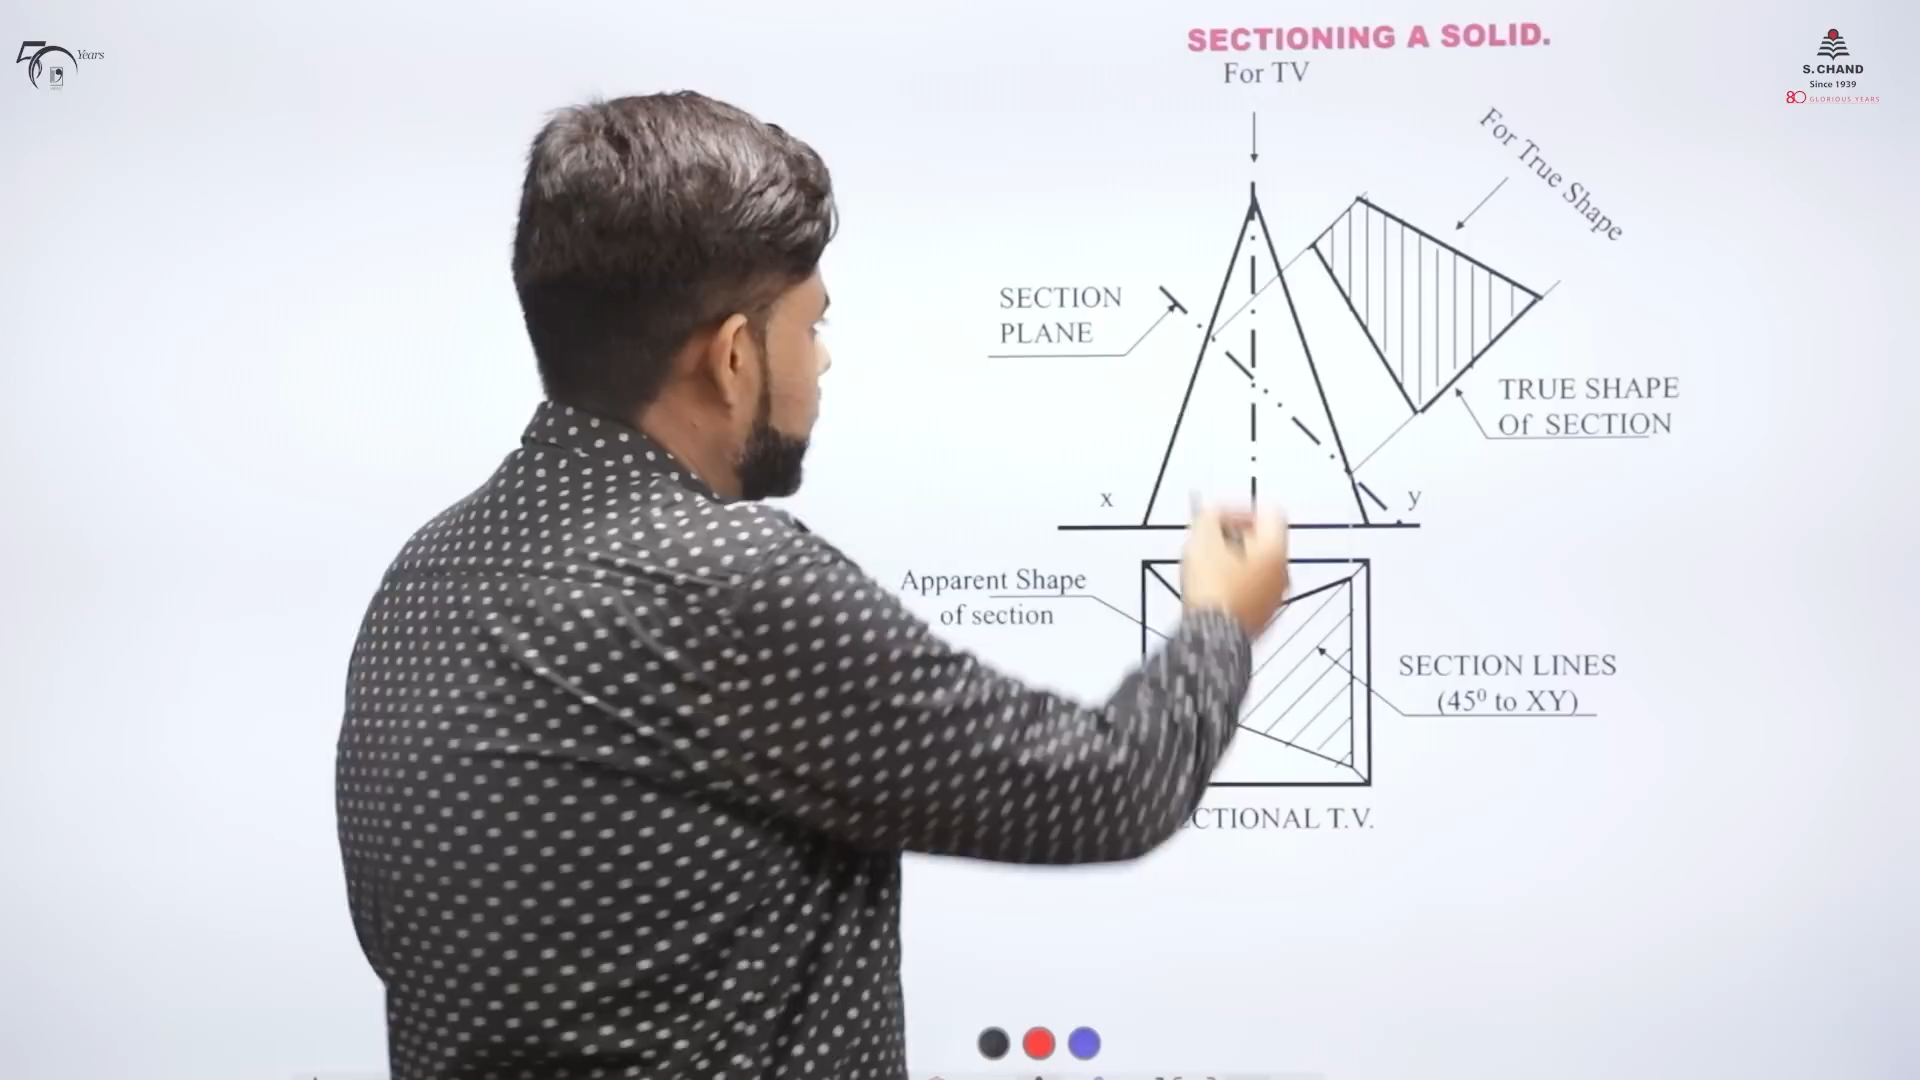 Years
SECTIONING A SOLID.
For TV
S. CHAND
Since 1939
80 GLORIOUS YEARS
For True Shape
SECTION
PLANE
TRUE SHAPE
Of SECTION
x
y
Apparent Shape
of section
SECTION LINES
(45⁰ to XY)
CTIONAL T.V.